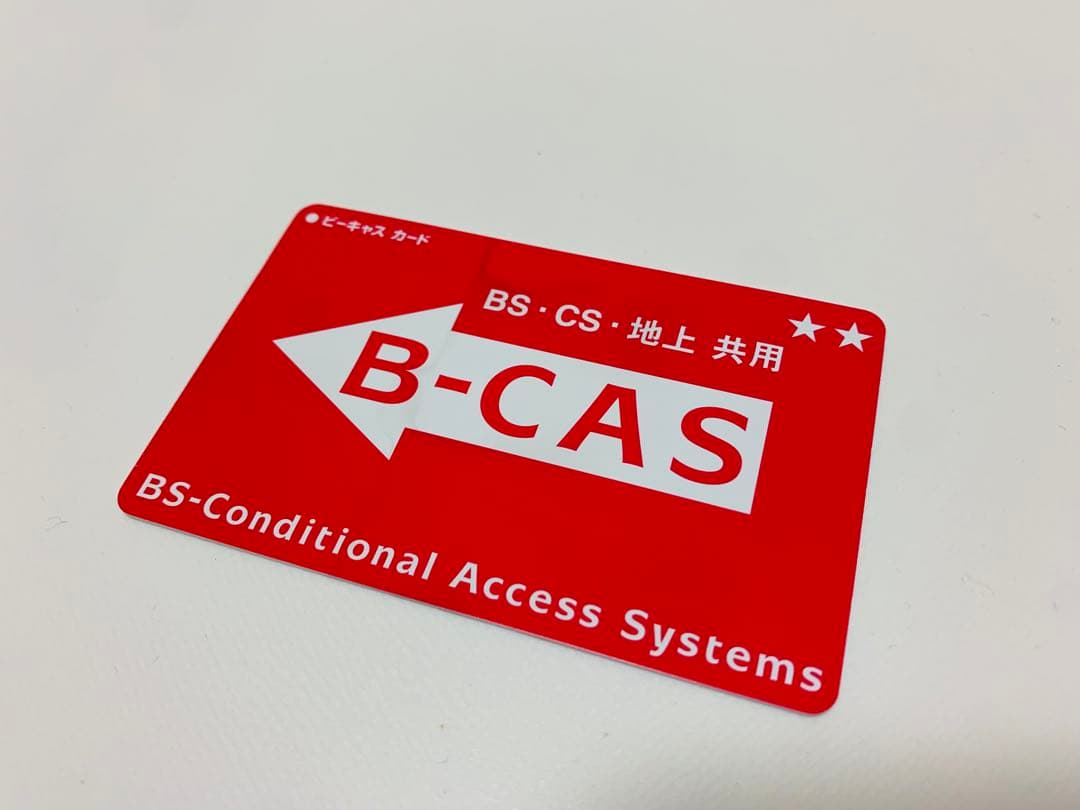 ビーキャス カード
BS・CS・地上 共用
B-CAS
BS-Conditional Access Systems